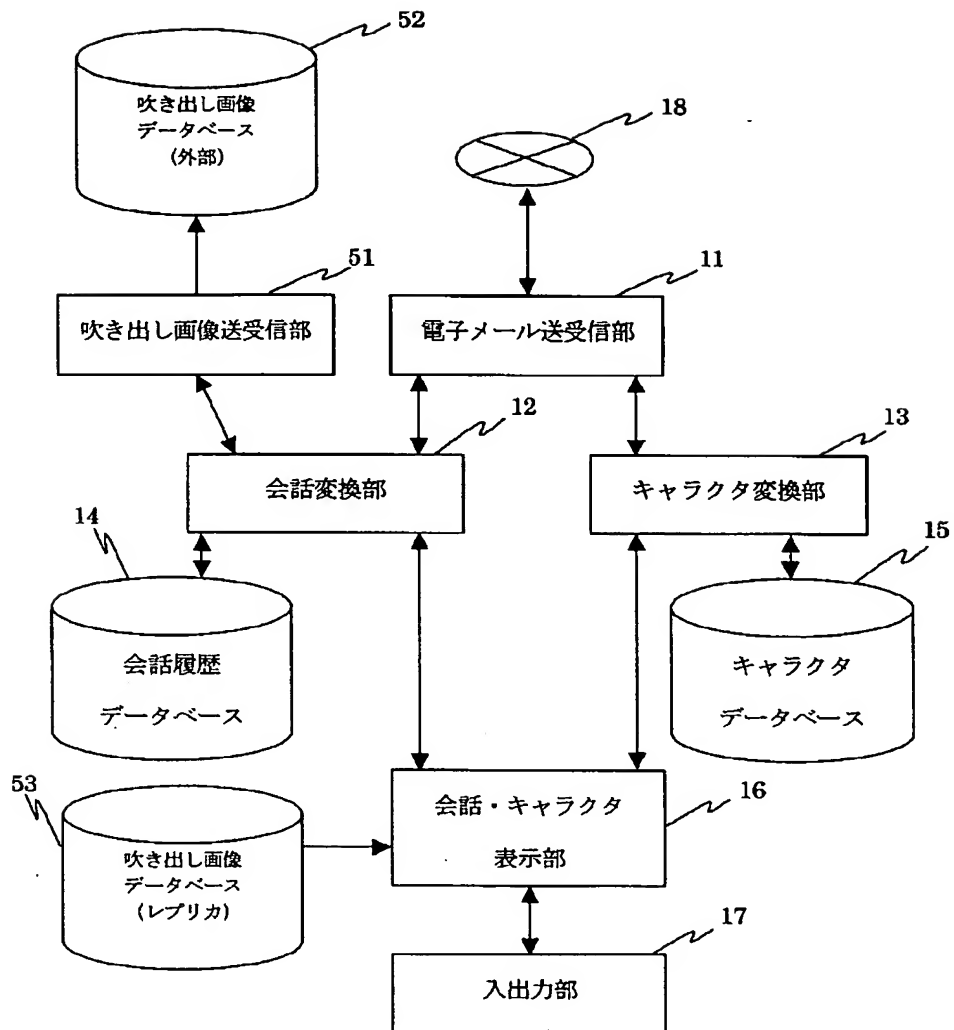 52
吹き出し画像
データベース
(外部)
18
51
11
吹き出し画像送受信部
電子メール送受信部
12
13
会話変換部
キャラクタ変換部
14
15
会話履歴
データベース
キャラクタ
データベース
53
吹き出し画像
データベース
(レプリカ)
会話・キャラクタ
表示部
16
17
入出力部